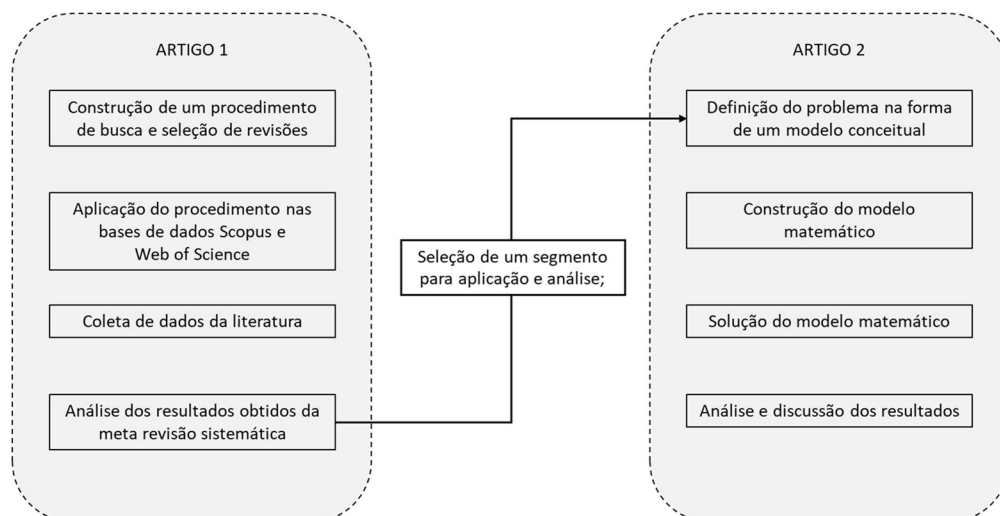 ARTIGO 1
Construção de um procedimento
de busca e seleção de revisões
Aplicação do procedimento nas
bases de dados Scopus e
Web of Science
Coleta de dados da literatura
Análise dos resultados obtidos da
meta revisão sistemática
Seleção de um segmento
para aplicação e análise;
ARTIGO 2
Definição do problema na forma
de um modelo conceitual
Construção do modelo
matemático
Solução do modelo matemático
Análise e discussão dos resultados